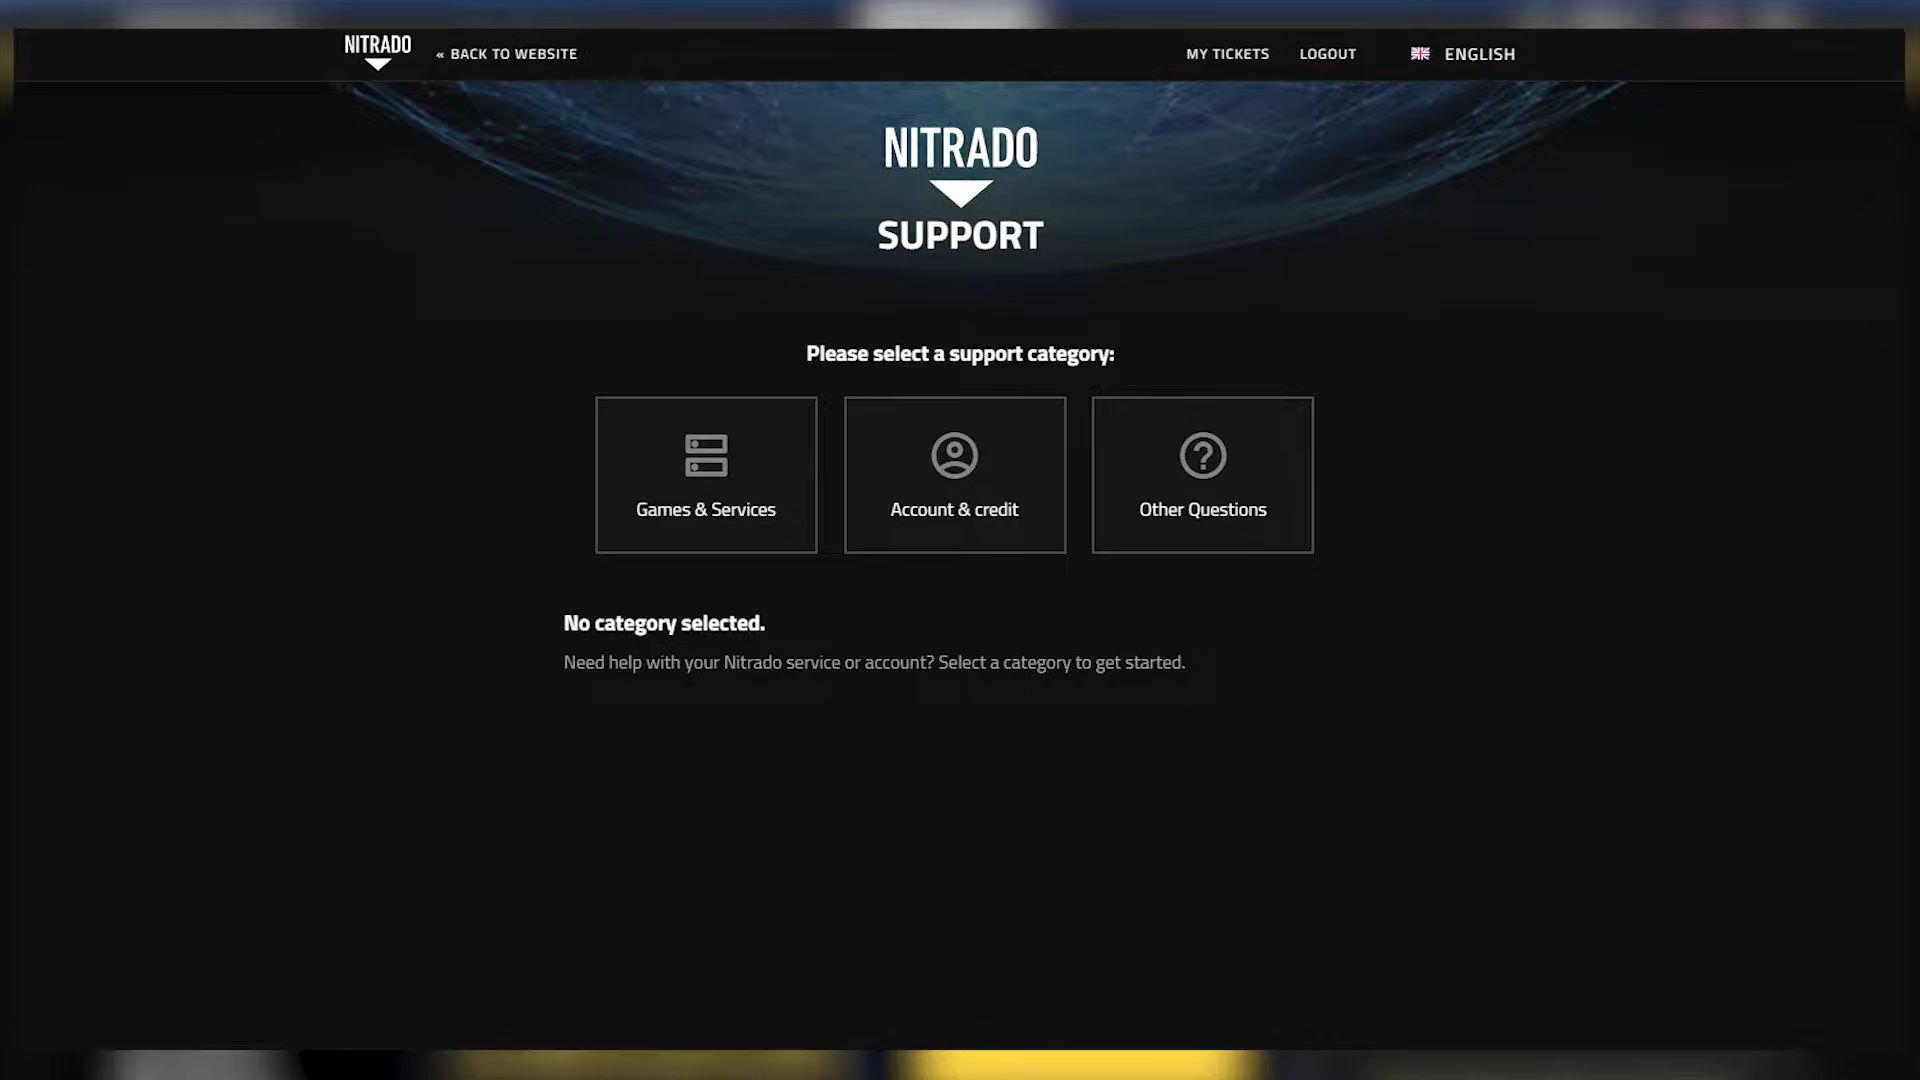 NITRADO
« BACK TO WEBSITE
MY TICKETS
LOGOUT
ENGLISH
NITRADO
SUPPORT
Please select a support category:
Games & Services
Account & credit
Other Questions
No category selected.
Need help with your Nitrado service or account? Select a category to get started.